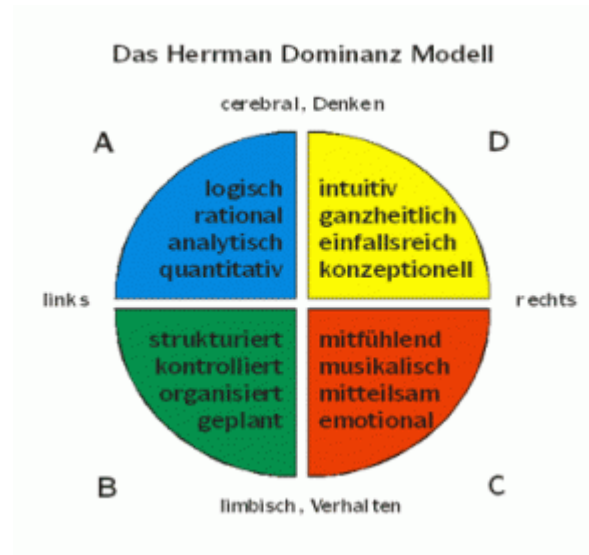 Das Herrman Dominanz Modell
cerebral, Denken
A
D
logisch
rational
analytisch
quantitativ
intuitiv
ganzheitlich
einfallsreich
konzeptionell
links
rechts
strukturiert
kontrolliert
organisiert
geplant
mitfühlend
musikalisch
mitteilsam
emotional
B
C
limbisch, Verhalten